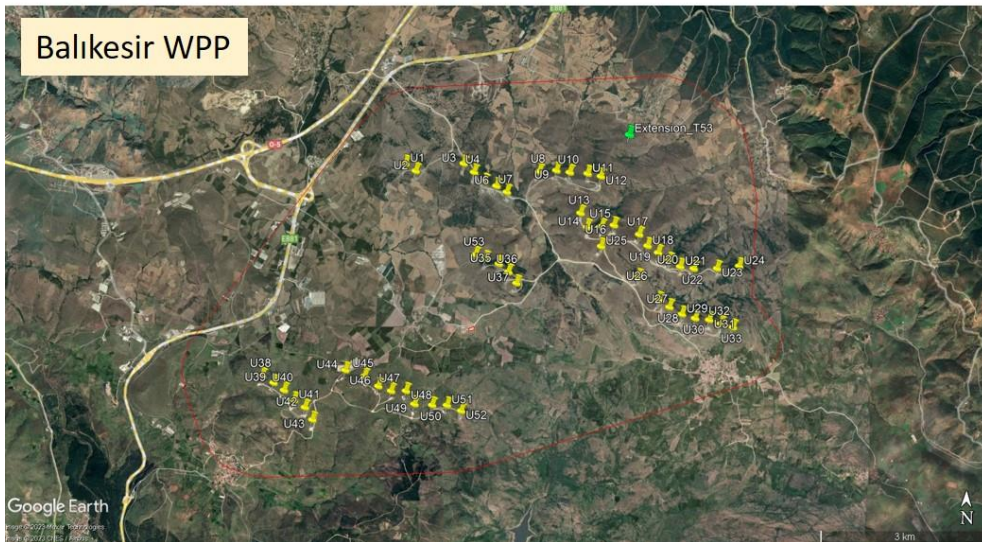 Balıkesir WPP
E881
Extension_T53
D-5
U1
U2
U3
U4
U6
U7
U8
U9
U10
U11
U12
U13
U14
U15
U16
U17
U18
U19
U20
U21
U22
U23
U24
U25
U26
U27
U28
U29
U30
U31
U32
U33
E881
U53
U35
U36
U37
U38
U39
U40
U41
U42
U43
U44
U45
U46
U47
U48
U49
U50
U51
U52
Google Earth
N
3 km